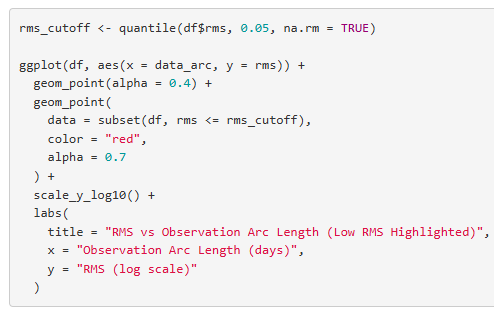 rms_cutoff <- quantile(df$rms, 0.05, na.rm = TRUE)

ggplot(df, aes(x = data_arc, y = rms)) +
  geom_point(alpha = 0.4) +
  geom_point(
    data = subset(df, rms <= rms_cutoff),
    color = "red",
    alpha = 0.7
  ) +
  scale_y_log10() +
  labs(
    title = "RMS vs Observation Arc Length (Low RMS Highlighted)",
    x = "Observation Arc Length (days)",
    y = "RMS (log scale)"
  )